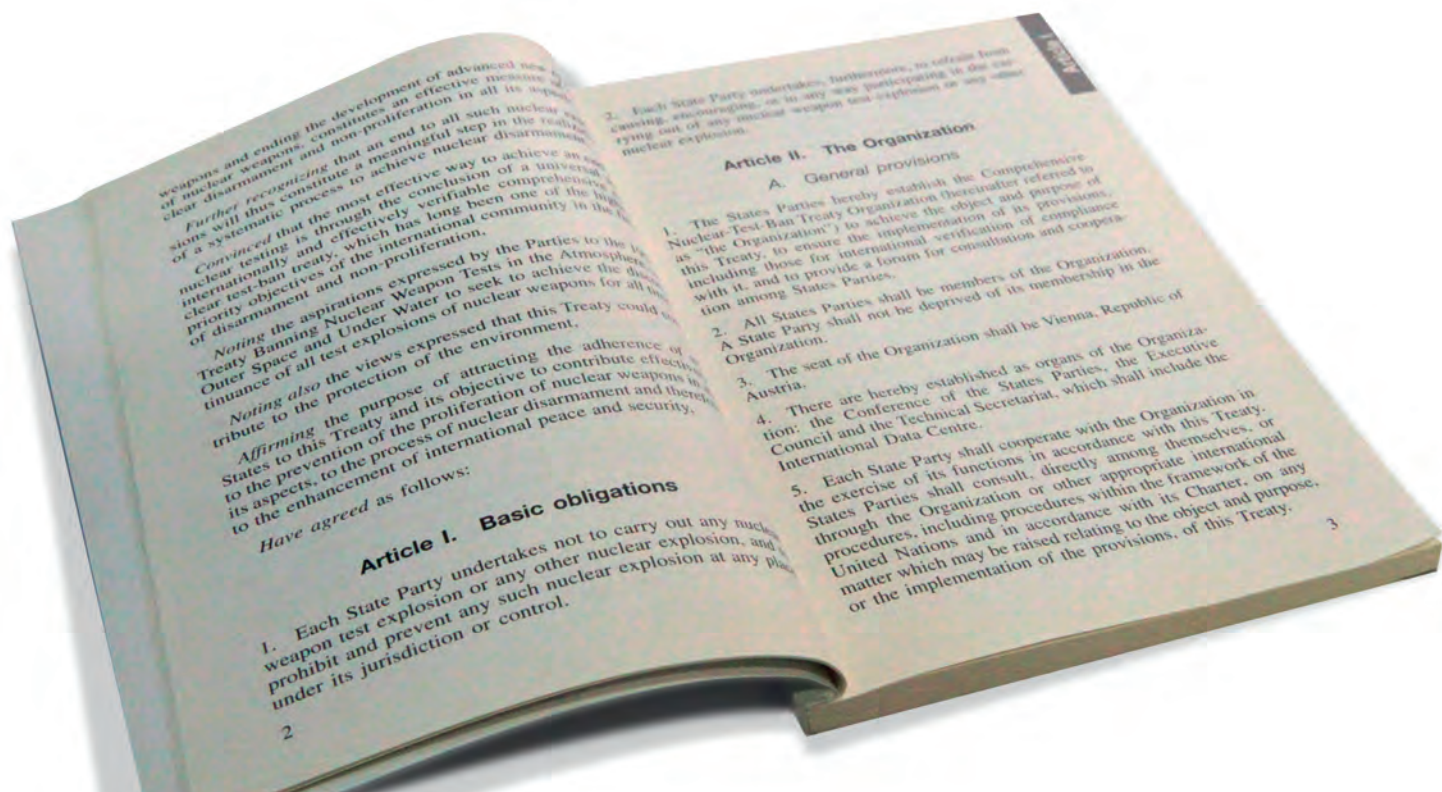 weapons and ending the development of advanced new
of nuclear weapons, constitutes an effective measure
clear disarmament and non-proliferation in all its
Further recognizing that an end to all such nuclear
sions will thus constitute a meaningful step in the
of a systematic process to achieve nuclear disarmament
Convinced that the most effective way to achieve an
nuclear testing is through the conclusion of a universal
internationally and effectively verifiable comprehensive
clear test-ban treaty, which has long been one of the
priority objectives of the international community in the
of disarmament and non-proliferation.
Noting the aspirations expressed by the Parties to the
Treaty Banning Nuclear Weapon Tests in the Atmosphere
Outer Space and Under Water to seek to achieve the
tinuance of all test explosions of nuclear weapons for all
Noting also the views expressed that this Treaty could
tribute to the protection of the environment.
Affirming the purpose of attracting the adherence of
States to this Treaty and its objective to contribute
to the prevention of the proliferation of nuclear weapons in
its aspects, to the process of nuclear disarmament and
to the enhancement of international peace and security.
Have agreed as follows:
Article I. Basic obligations
1. Each State Party undertakes not to carry out any
weapon test explosion or any other nuclear explosion, and
prohibit and prevent any such nuclear explosion at any
under its jurisdiction or control.
2
Article I
2. Each State Party undertakes, furthermore, to refrain from
causing, encouraging, or in any way participating in the car-
rying out of any nuclear weapon test explosion or any other
nuclear explosion.
Article II. The Organization
A. General provisions
1. The States Parties hereby establish the Comprehensive
Nuclear-Test-Ban Treaty Organization (hereinafter referred to
as "the Organization") to achieve the object and purpose of
this Treaty, to ensure the implementation of its provisions,
including those for international verification of compliance
with it, and to provide a forum for consultation and coopera-
tion among States Parties.
2. All States Parties shall be members of the Organization.
A State Party shall not be deprived of its membership in the
Organization.
3. The seat of the Organization shall be Vienna, Republic of
Austria.
4. There are hereby established as organs of the Organiza-
tion: the Conference of the States Parties, the Executive
Council and the Technical Secretariat, which shall include the
International Data Centre.
5. Each State Party shall cooperate with the Organization in
the exercise of its functions in accordance with this Treaty.
States Parties shall consult, directly among themselves, or
through the Organization or other appropriate international
procedures, including procedures within the framework of the
United Nations and in accordance with its Charter, on any
matter which may be raised relating to the object and purpose,
or the implementation of the provisions, of this Treaty.
3